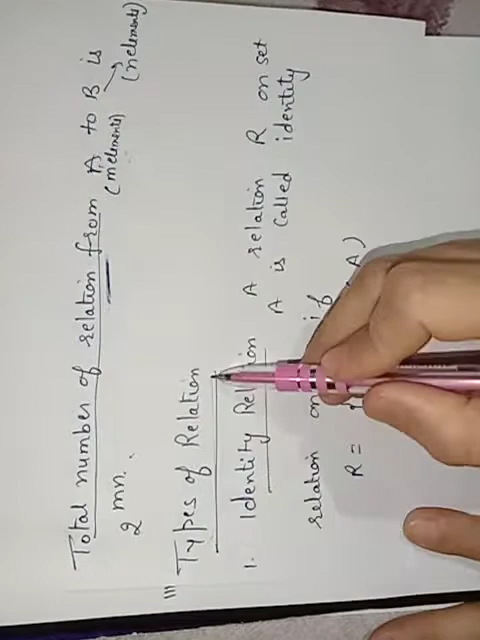 Total number of relation from A to B is
(m elements) (n elements)
2 mn.
III Types of Relation
1. Identity Relation A relation R on set
A is called identity
relation on if
R = { A)